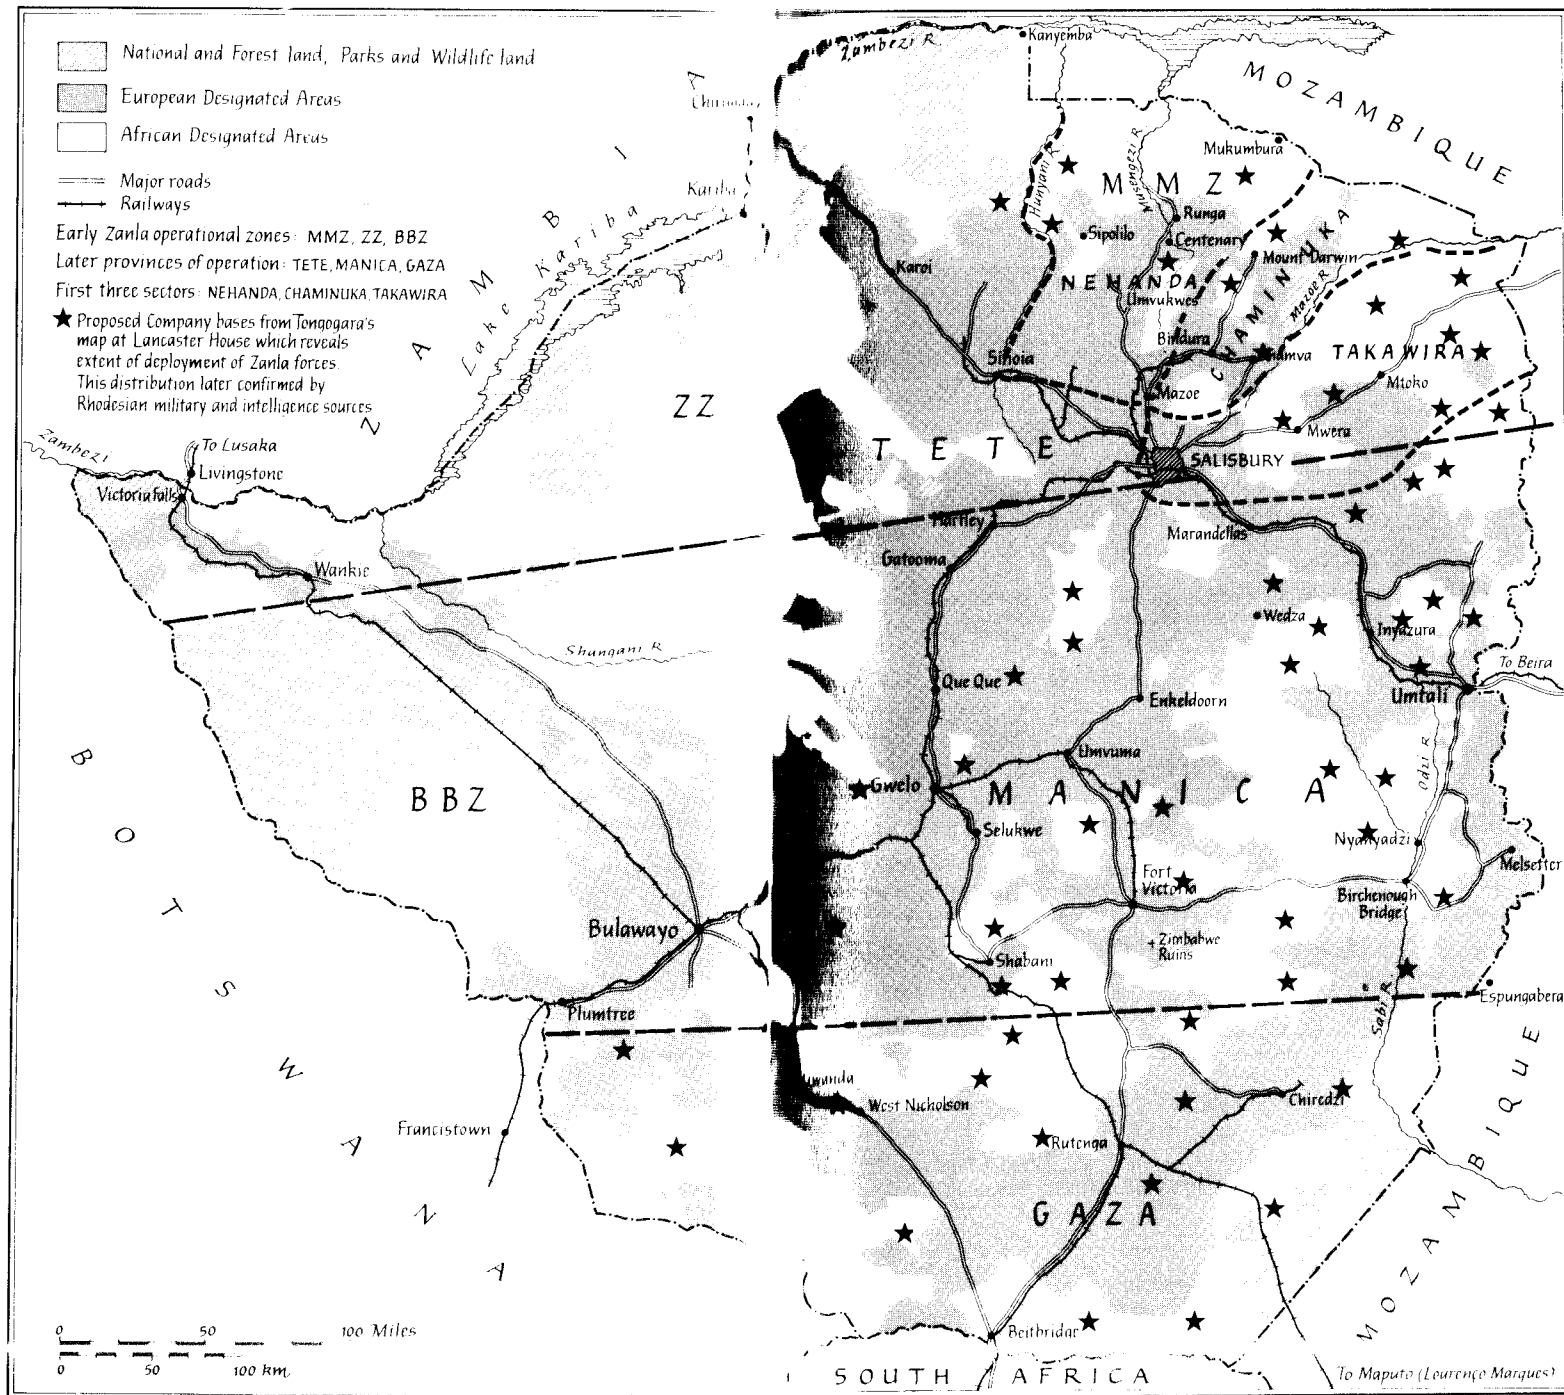 National and Forest land, Parks and Wildlife land
European Designated Areas
African Designated Areas
Major roads
Railways
Early Zanla operational zones: MMZ, ZZ, BBZ
Later provinces of operation: TETE, MANICA, GAZA
First three sectors: NEHANDA, CHAMINUKA, TAKAWIRA
Proposed Company bases from Tongogara's
map at Lancaster House which reveals
extent of deployment of Zanla forces.
This distribution later confirmed by
Rhodesian military and intelligence sources
ZAMBIA
Lake Kariba
Kariba
Zambezi R
Kanyemba
MOZAMBIQUE
Mukumbura
Hunyani R
Musengezi R
MMZ
Runga
Sipolilo
Centenary
Mount Darwin
Karoi
NEHANDA
CHAMINUKA
Mazoe R
Umvukwes
Bindura
Sinoia
TAKAWIRA
Mtoko
Mazoe
Mwera
ZZ
TETE
SALISBURY
Zambezi
To Lusaka
Livingstone
Victoria Falls
Wankie
Hartley
Marandellas
Gatooma
Wedza
Inyazura
Shangani R
Que Que
To Beira
Umtali
Enkeldoorn
Umvuma
Odzi R
BBZ
Gwelo
MANICA
Selukwe
Nyanyadzi
Melsetter
Fort
Victoria
Birchenough
Bridge
Bulawayo
Zimbabwe
Ruins
Shabani
Sabi R
Espungabera
Plumtree
BOTSWANA
West Nicholson
Chiredzi
Francistown
Rutenga
GAZA
MOZAMBIQUE
0 50 100 Miles
0 50 100 km
Beitbridge
SOUTH AFRICA
To Maputo (Lourenço Marques)